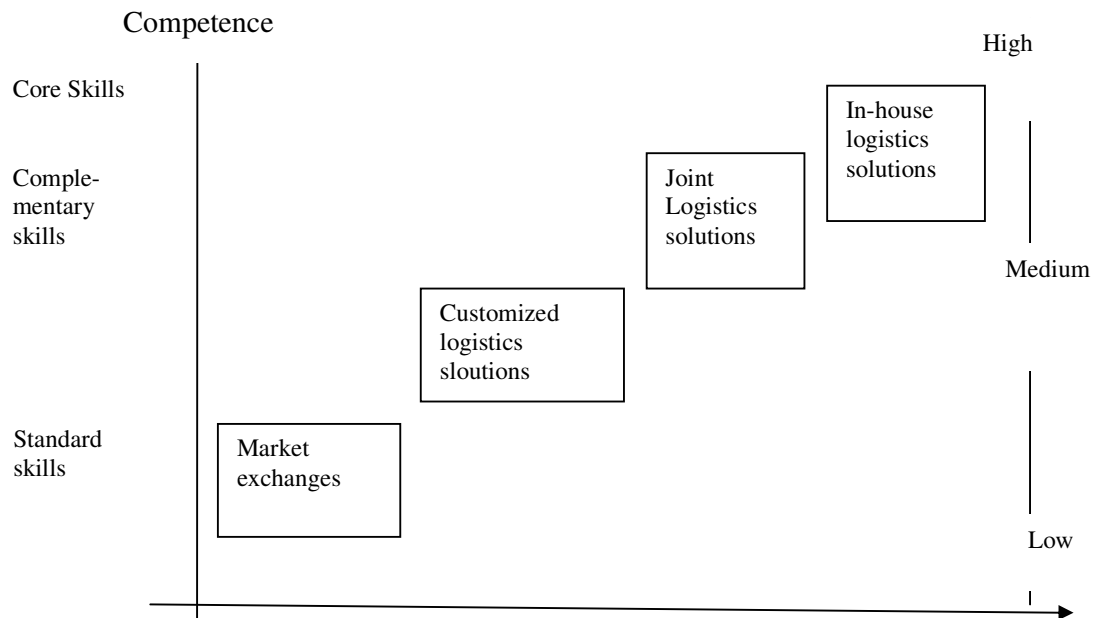 Competence
High
Core Skills
In-house
logistics
solutions
Comple-
mentary
skills
Joint
Logistics
solutions
Medium
Customized
logistics
sloutions
Standard
skills
Market
exchanges
Low